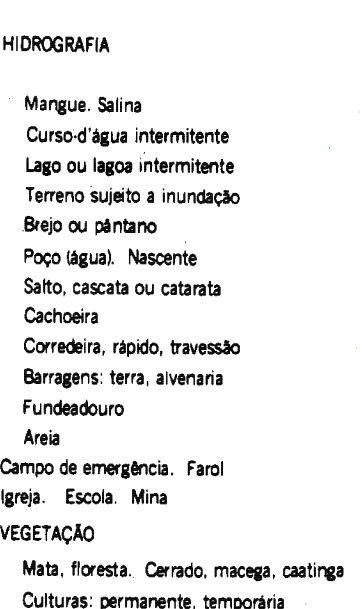 HIDROGRAFIA
Mangue. Salina
Curso-d'água intermitente
Lago ou lagoa intermitente
Terreno sujeito a inundação
Brejo ou pântano
Poço (água). Nascente
Salto, cascata ou catarata
Cachoeira
Corredeira, rápido, travessão
Barragens: terra, alvenaria
Fundeadouro
Areia
Campo de emergência. Farol
Igreja. Escola. Mina
VEGETAÇÃO
Mata, floresta. Cerrado, macega, caatinga
Culturas: permanente, temporária